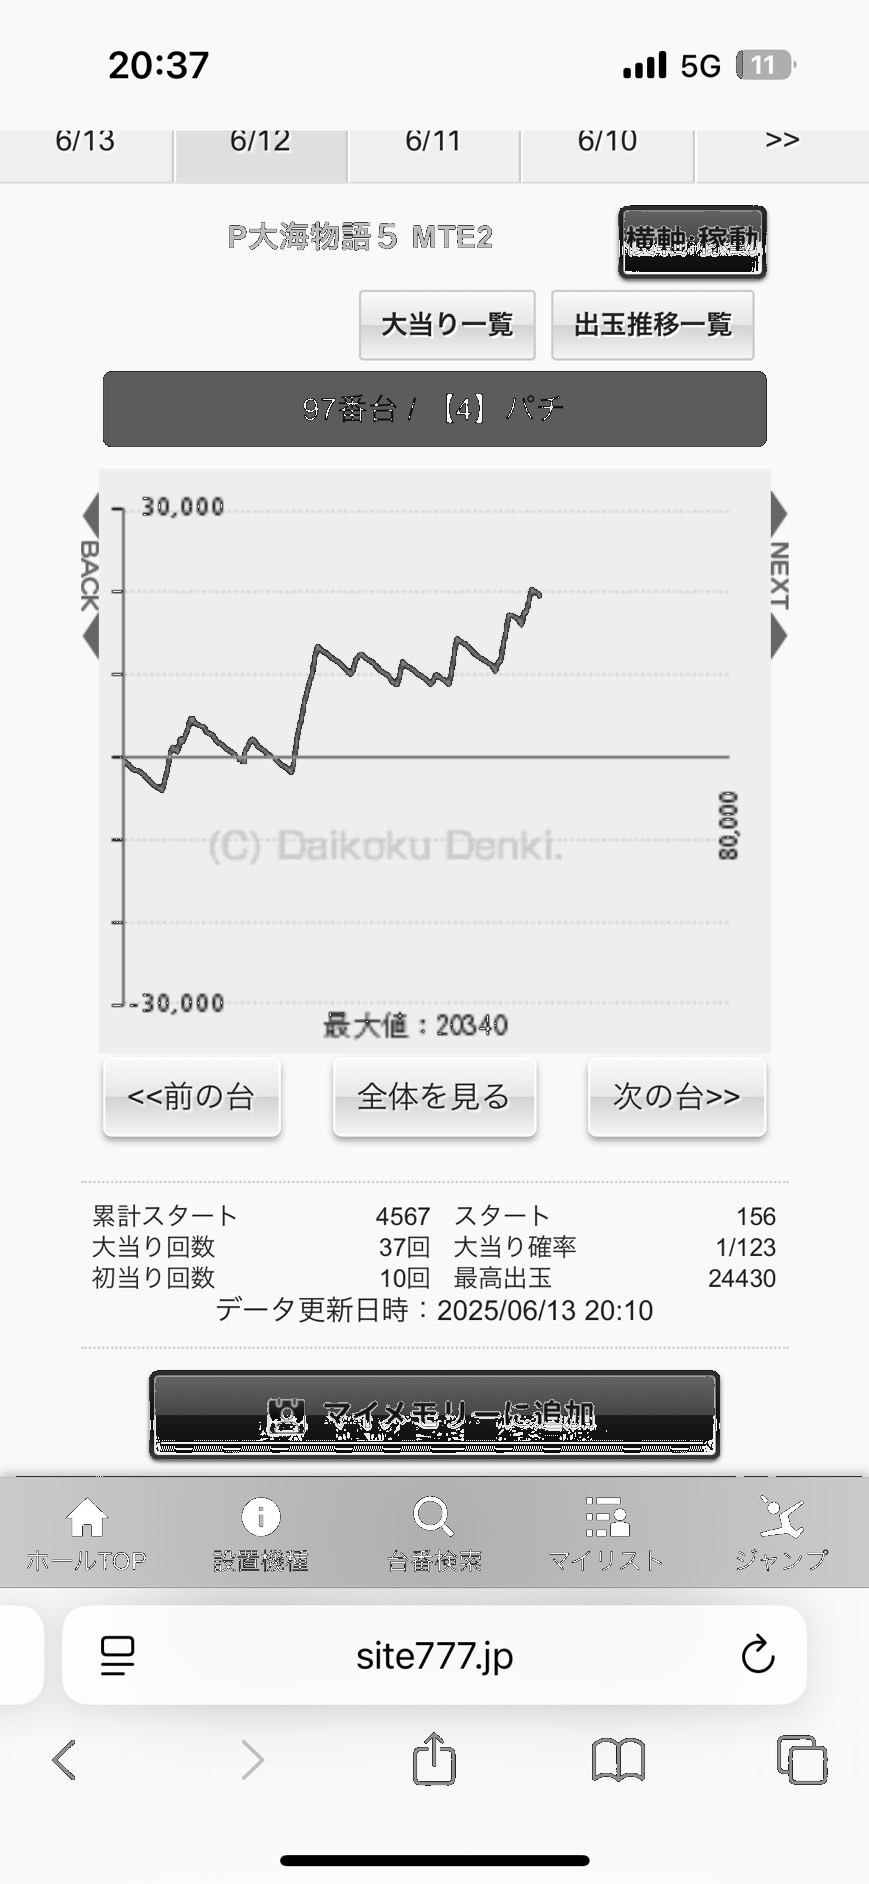 20:37 5G 11
6/13 6/12 6/11 6/10 >>
P大海物語5 MTE2 横軸:稼動
大当り一覧 出玉推移一覧
97番台 / 【4】パチ
30,000
BACK
NEXT
80,000
(C) Daikoku Denki.
-30,000
最大値：20340
<<前の台 全体を見る 次の台>>
累計スタート 4567 スタート 156
大当り回数 37回 大当り確率 1/123
初当り回数 10回 最高出玉 24430
データ更新日時：2025/06/13 20:10
マイメモリーに追加
ホールTOP 設置機種 台番検索 マイリスト ジャンプ
site777.jp